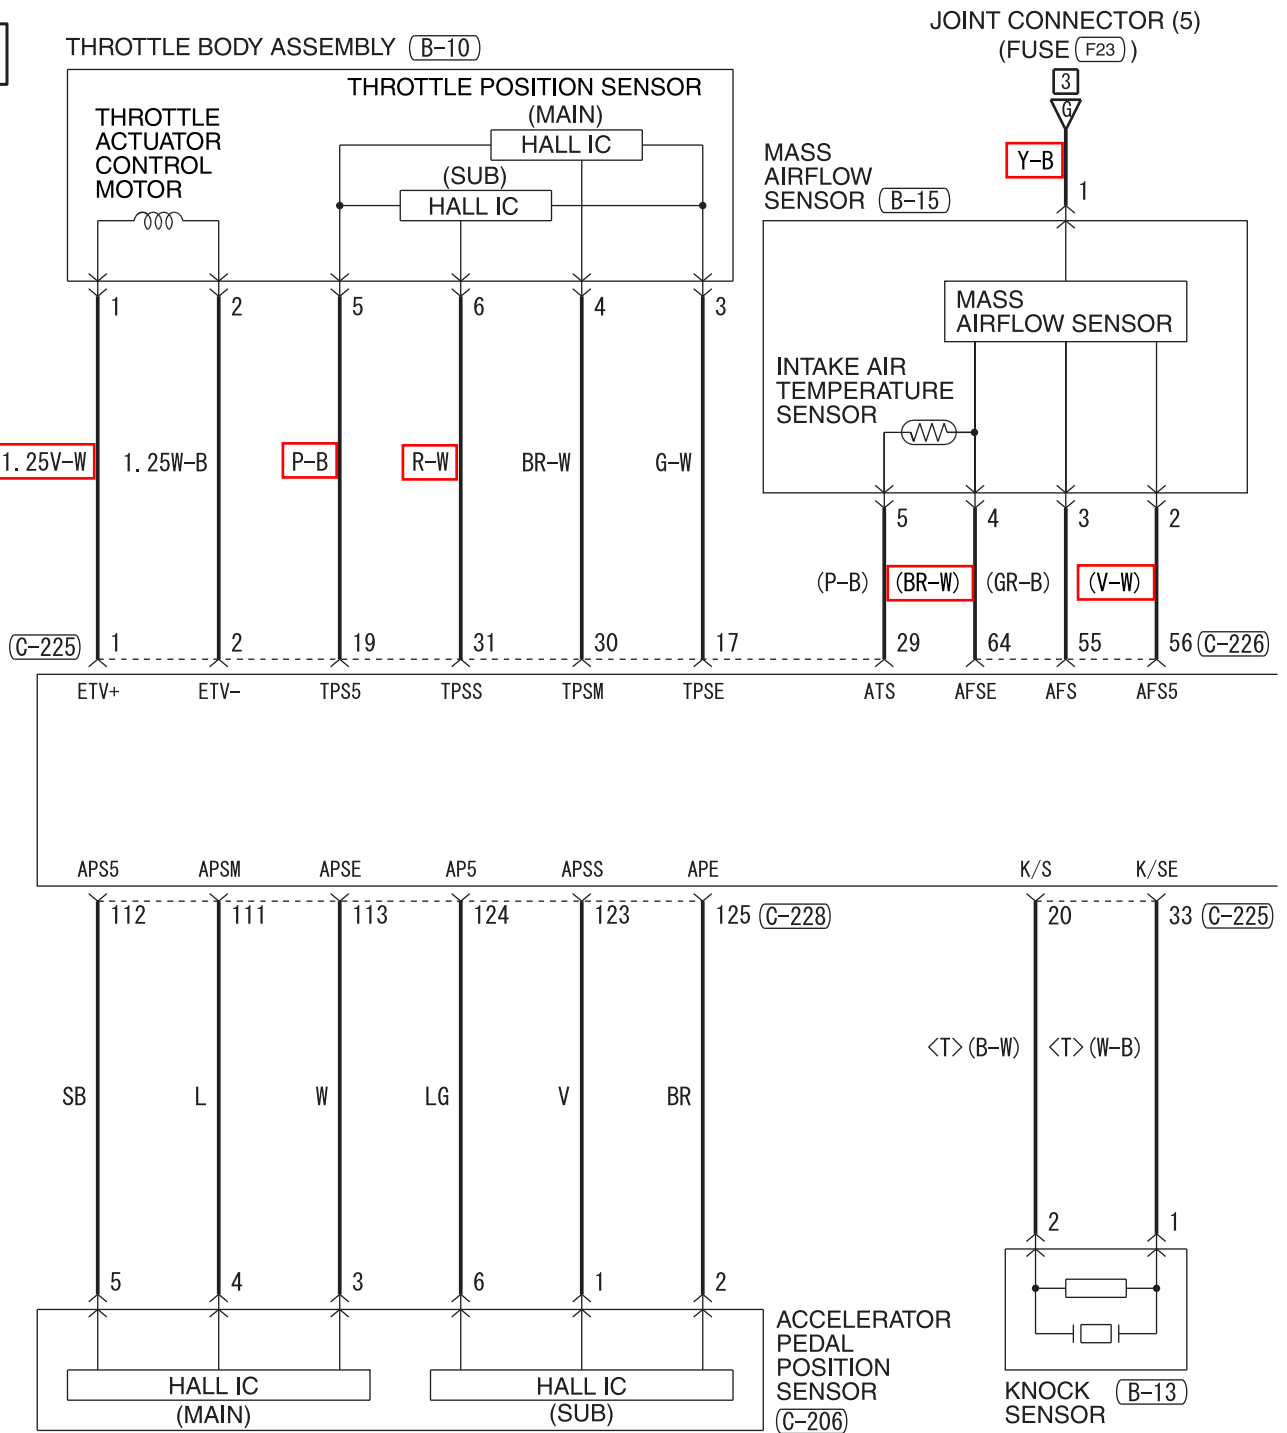 JOINT CONNECTOR (5)
(FUSE F23 )
3
G
THROTTLE BODY ASSEMBLY B-10
THROTTLE POSITION SENSOR
(MAIN)
HALL IC
(SUB)
HALL IC
THROTTLE
ACTUATOR
CONTROL
MOTOR
MASS
AIRFLOW
SENSOR B-15
Y-B
1
MASS
AIRFLOW SENSOR
INTAKE AIR
TEMPERATURE
SENSOR
1 2 5 6 4 3
1.25V-W 1.25W-B P-B R-W BR-W G-W
5 4 3 2
(P-B) (BR-W) (GR-B) (V-W)
C-225 1 2 19 31 30 17 29 64 55 56 C-226
ETV+ ETV- TPS5 TPSS TPSM TPSE ATS AFSE AFS AFS5
APS5 APSM APSE AP5 APSS APE K/S K/SE
112 111 113 124 123 125 C-228 20 33 C-225
<T>(B-W) <T>(W-B)
SB L W LG V BR
2 1
5 4 3 6 1 2
HALL IC
(MAIN)
HALL IC
(SUB)
ACCELERATOR
PEDAL
POSITION
SENSOR
C-206
KNOCK B-13
SENSOR